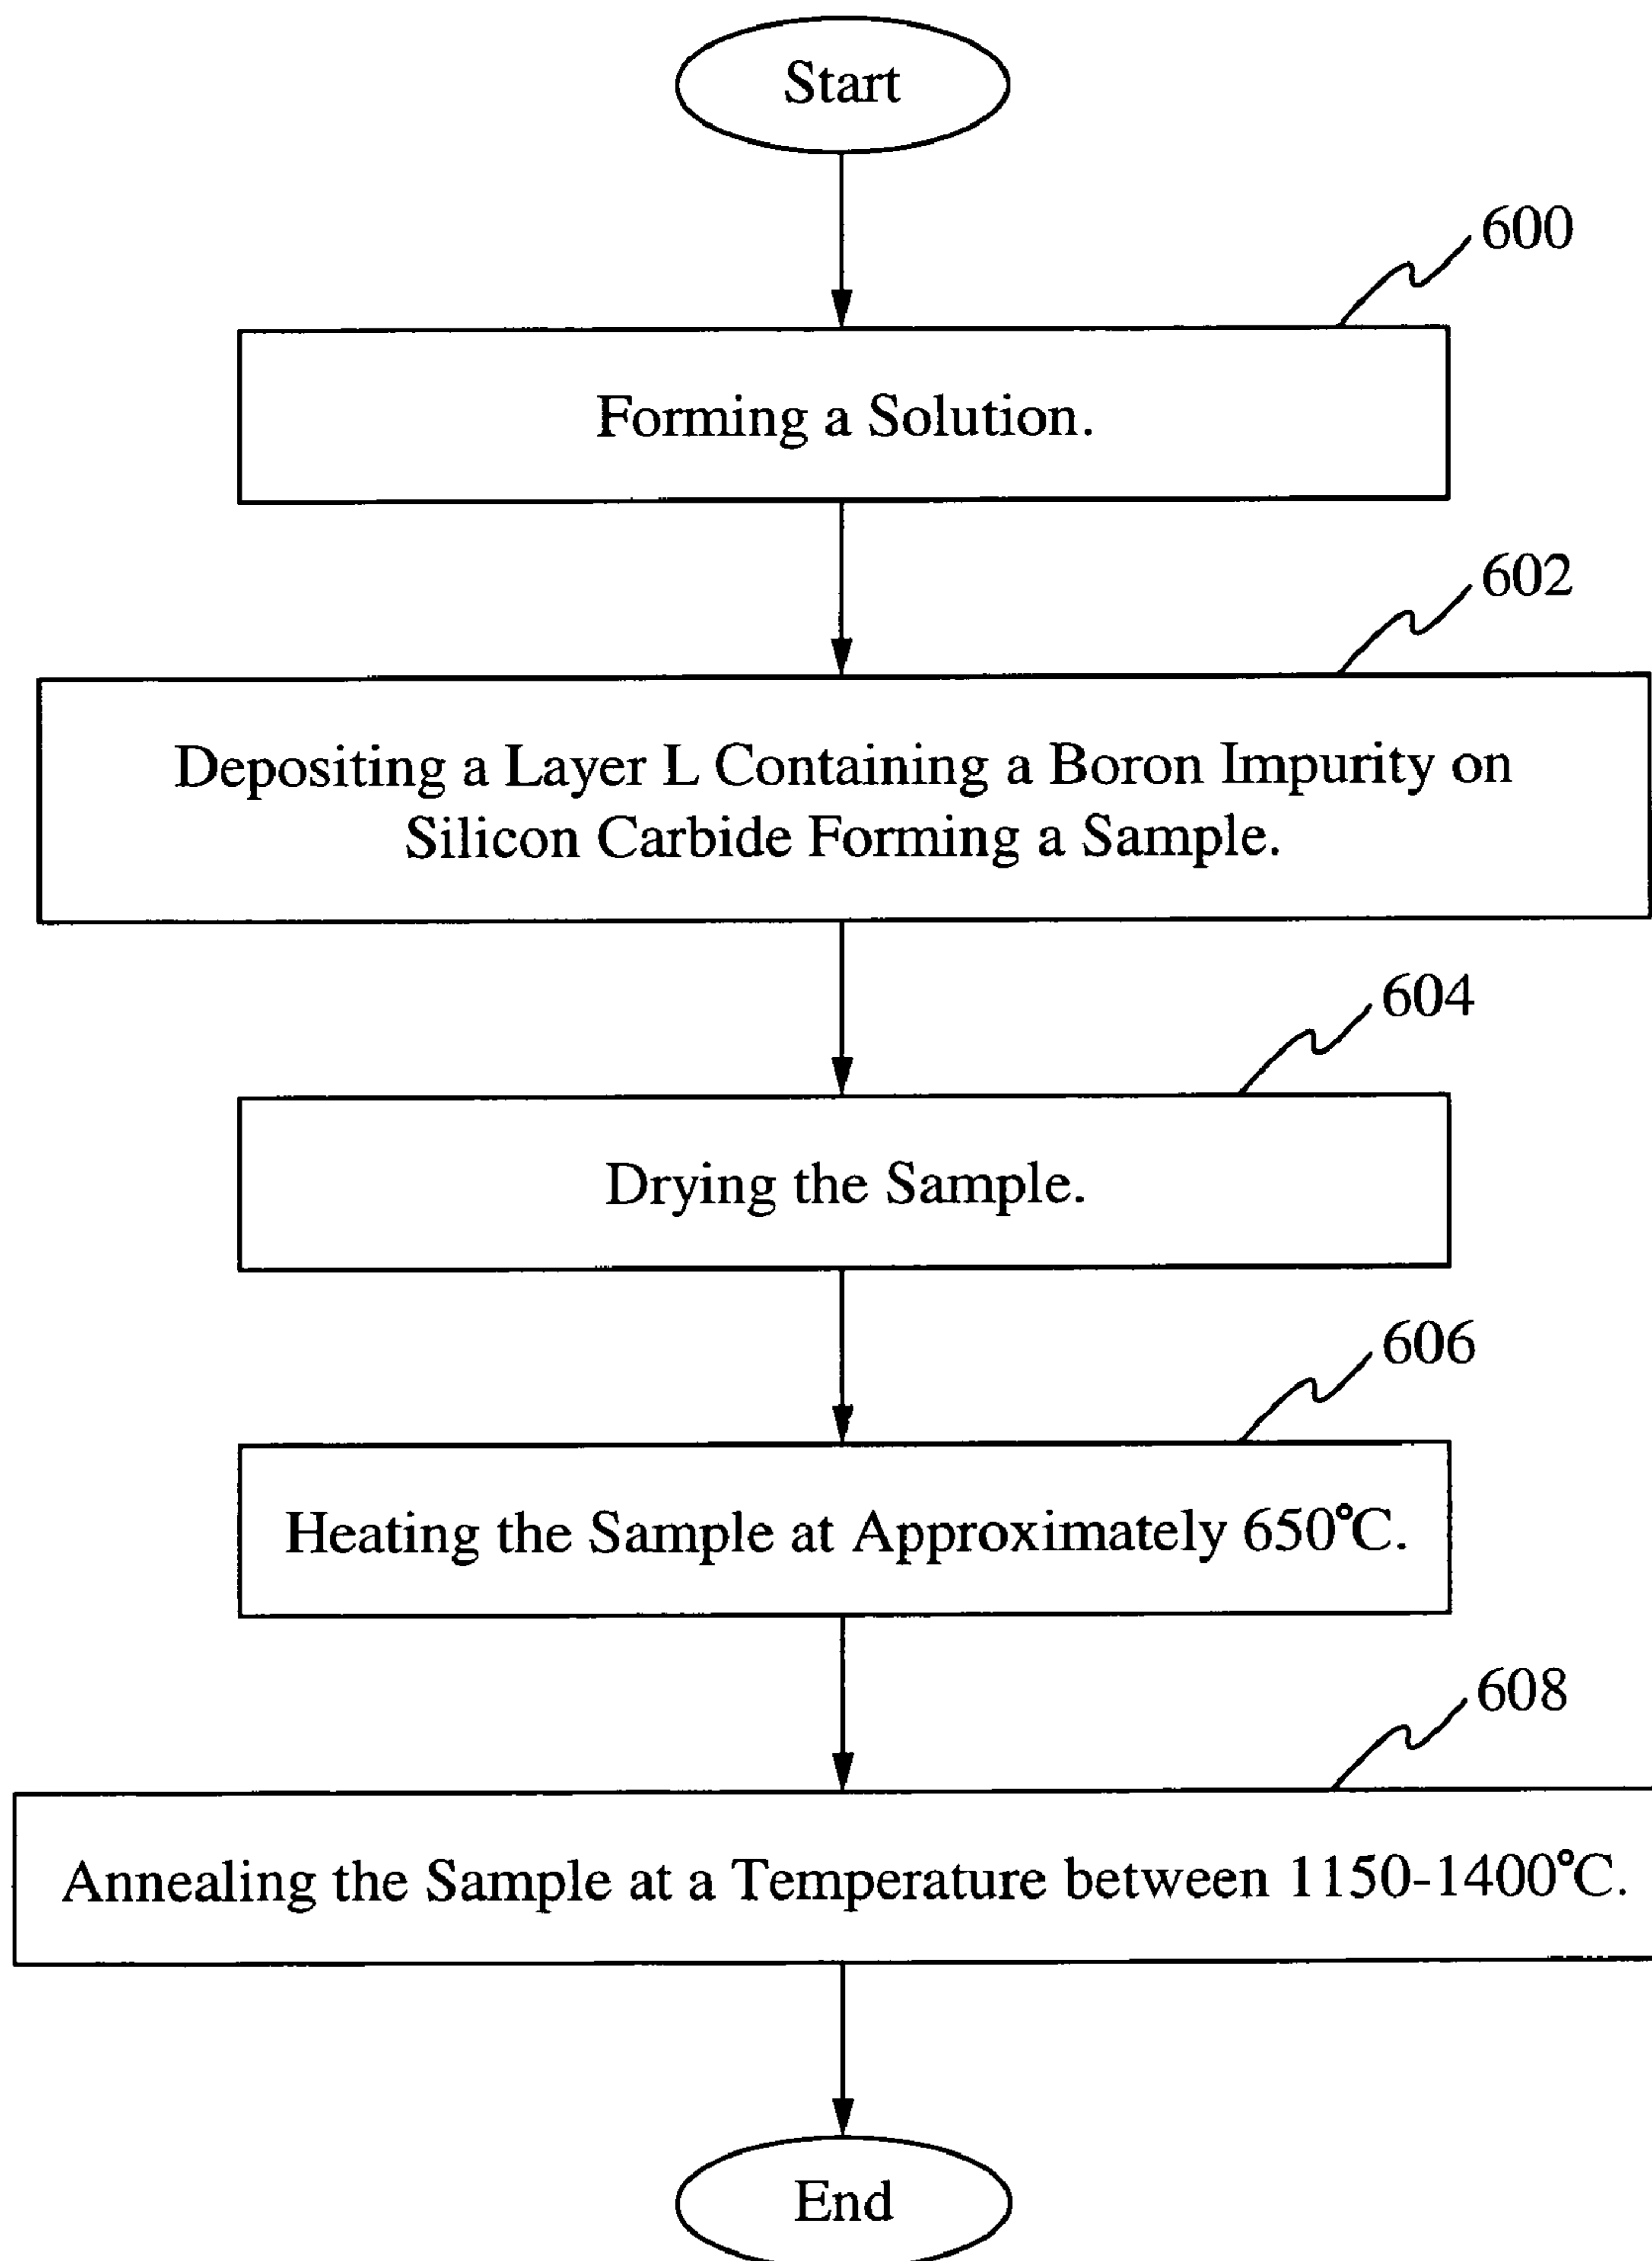 Start
600
Forming a Solution.
602
Depositing a Layer L Containing a Boron Impurity on
Silicon Carbide Forming a Sample.
604
Drying the Sample.
606
Heating the Sample at Approximately 650°C.
608
Annealing the Sample at a Temperature between 1150-1400°C.
End